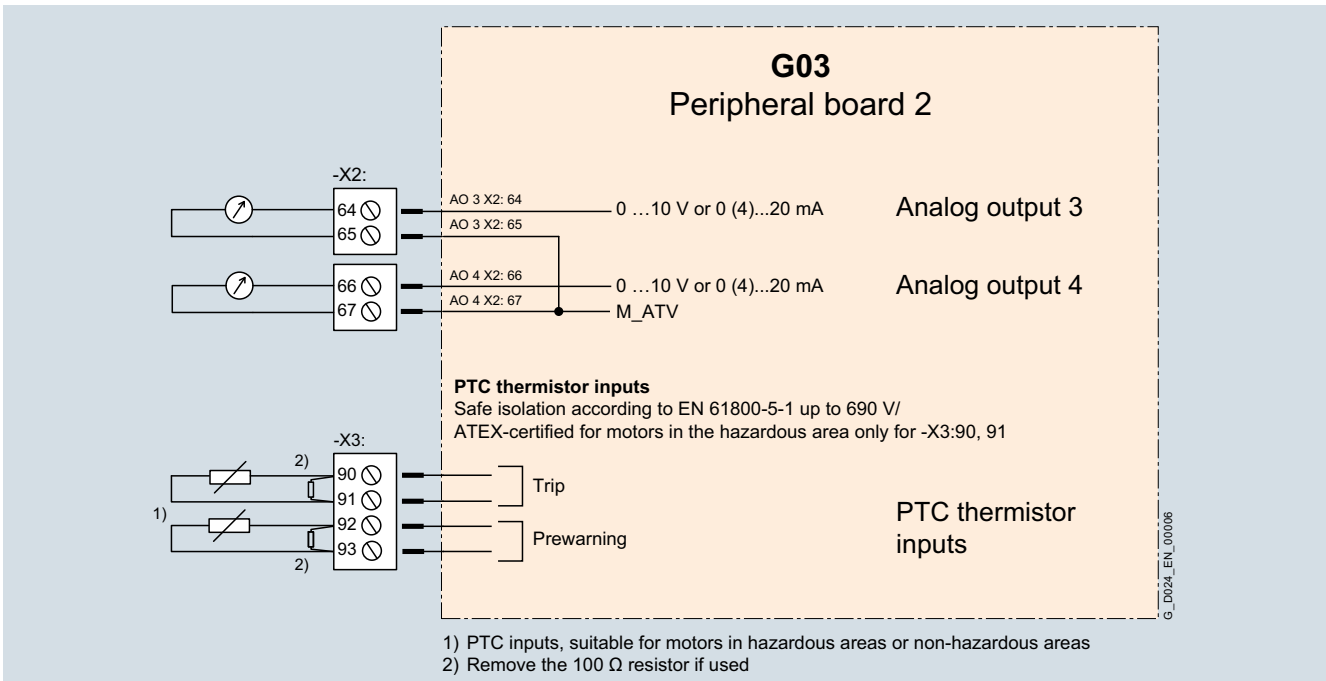 G03
Peripheral board 2
-X2:
64
AO 3 X2: 64
0 …10 V or 0 (4)...20 mA
Analog output 3
65
AO 3 X2: 65
66
AO 4 X2: 66
0 …10 V or 0 (4)...20 mA
Analog output 4
67
AO 4 X2: 67
M_ATV
PTC thermistor inputs
Safe isolation according to EN 61800-5-1 up to 690 V/
ATEX-certified for motors in the hazardous area only for -X3:90, 91
-X3:
2)
90
91
Trip
1)
92
93
Prewarning
2)
PTC thermistor
inputs
G_D024_EN_00006
1) PTC inputs, suitable for motors in hazardous areas or non-hazardous areas
2) Remove the 100 Ω resistor if used